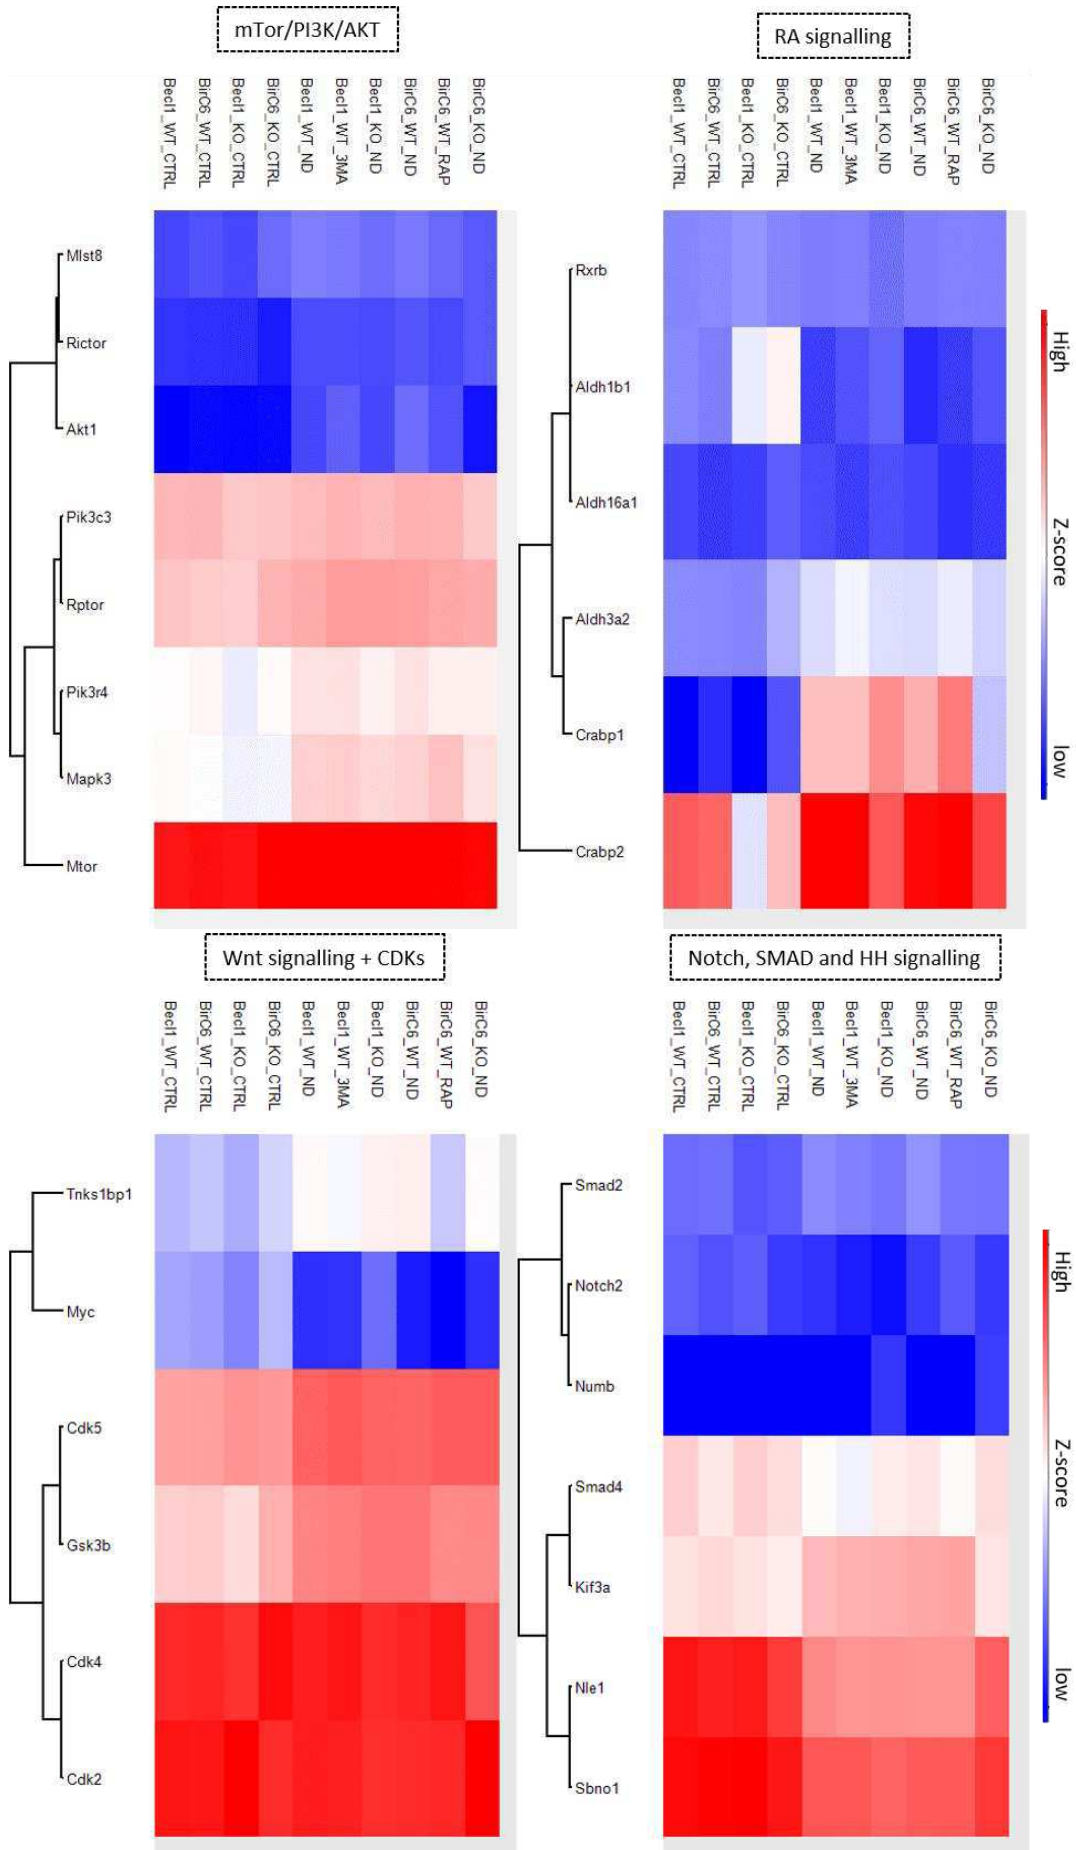 mTor/PI3K/AKT
Becl1_WT_CTRL
BirC6_WT_CTRL
Becl1_KO_CTRL
BirC6_KO_CTRL
Becl1_WT_ND
Becl1_WT_3MA
Becl1_KO_ND
BirC6_WT_ND
BirC6_WT_RAP
BirC6_KO_ND
Mlst8
Rictor
Akt1
Pik3c3
Rptor
Pik3r4
Mapk3
Mtor
RA signalling
Becl1_WT_CTRL
BirC6_WT_CTRL
Becl1_KO_CTRL
BirC6_KO_CTRL
Becl1_WT_ND
Becl1_WT_3MA
Becl1_KO_ND
BirC6_WT_ND
BirC6_WT_RAP
BirC6_KO_ND
Rxrb
Aldh1b1
Aldh16a1
Aldh3a2
Crabp1
Crabp2
High
Z-score
low
Wnt signalling + CDKs
Becl1_WT_CTRL
BirC6_WT_CTRL
Becl1_KO_CTRL
BirC6_KO_CTRL
Becl1_WT_ND
Becl1_WT_3MA
Becl1_KO_ND
BirC6_WT_ND
BirC6_WT_RAP
BirC6_KO_ND
Tnks1bp1
Myc
Cdk5
Gsk3b
Cdk4
Cdk2
Notch, SMAD and HH signalling
Becl1_WT_CTRL
BirC6_WT_CTRL
Becl1_KO_CTRL
BirC6_KO_CTRL
Becl1_WT_ND
Becl1_WT_3MA
Becl1_KO_ND
BirC6_WT_ND
BirC6_WT_RAP
BirC6_KO_ND
Smad2
Notch2
Numb
Smad4
Kif3a
Nle1
Sbno1
High
Z-score
low